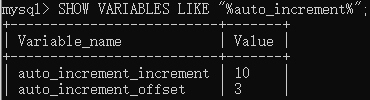 mysql> SHOW VARIABLES LIKE "%auto_increment%";
+--------------------------+-------+
| Variable_name            | Value |
+--------------------------+-------+
| auto_increment_increment | 10    |
| auto_increment_offset    | 3     |